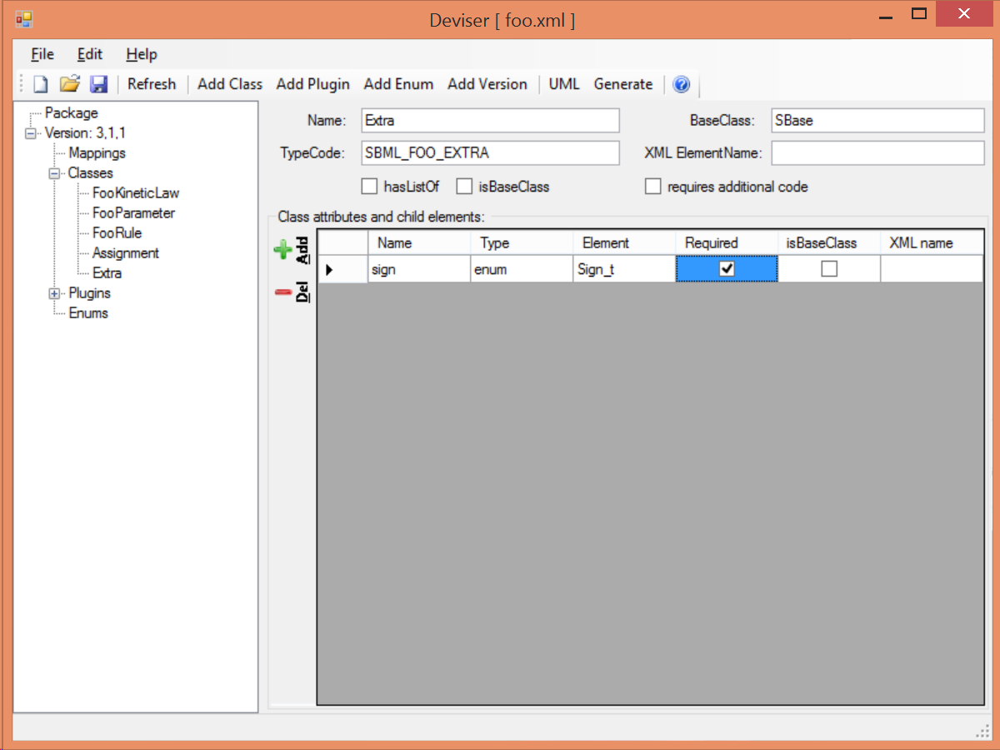 Deviser [ foo.xml ]
File Edit Help
Refresh Add Class Add Plugin Add Enum Add Version UML Generate ?
Package
Version: 3,1,1
Mappings
Classes
FooKineticLaw
FooParameter
FooRule
Assignment
Extra
Plugins
Enums
Name: Extra BaseClass: SBase
TypeCode: SBML_FOO_EXTRA XML ElementName:
hasListOf isBaseClass requires additional code
Class attributes and child elements:
Add
Del
Name Type Element Required isBaseClass XML name
sign enum Sign_t